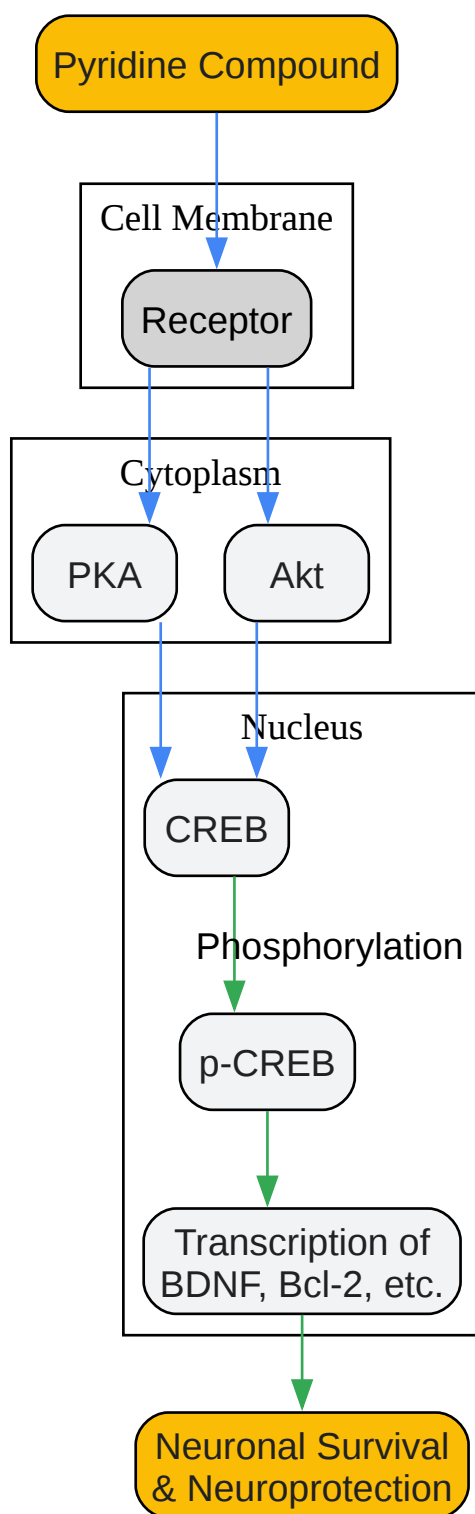 Pyridine Compound
Cell Membrane
Receptor
Cytoplasm
PKA
Akt
Nucleus
CREB
Phosphorylation
p-CREB
Transcription of
BDNF, Bcl-2, etc.
Neuronal Survival
& Neuroprotection